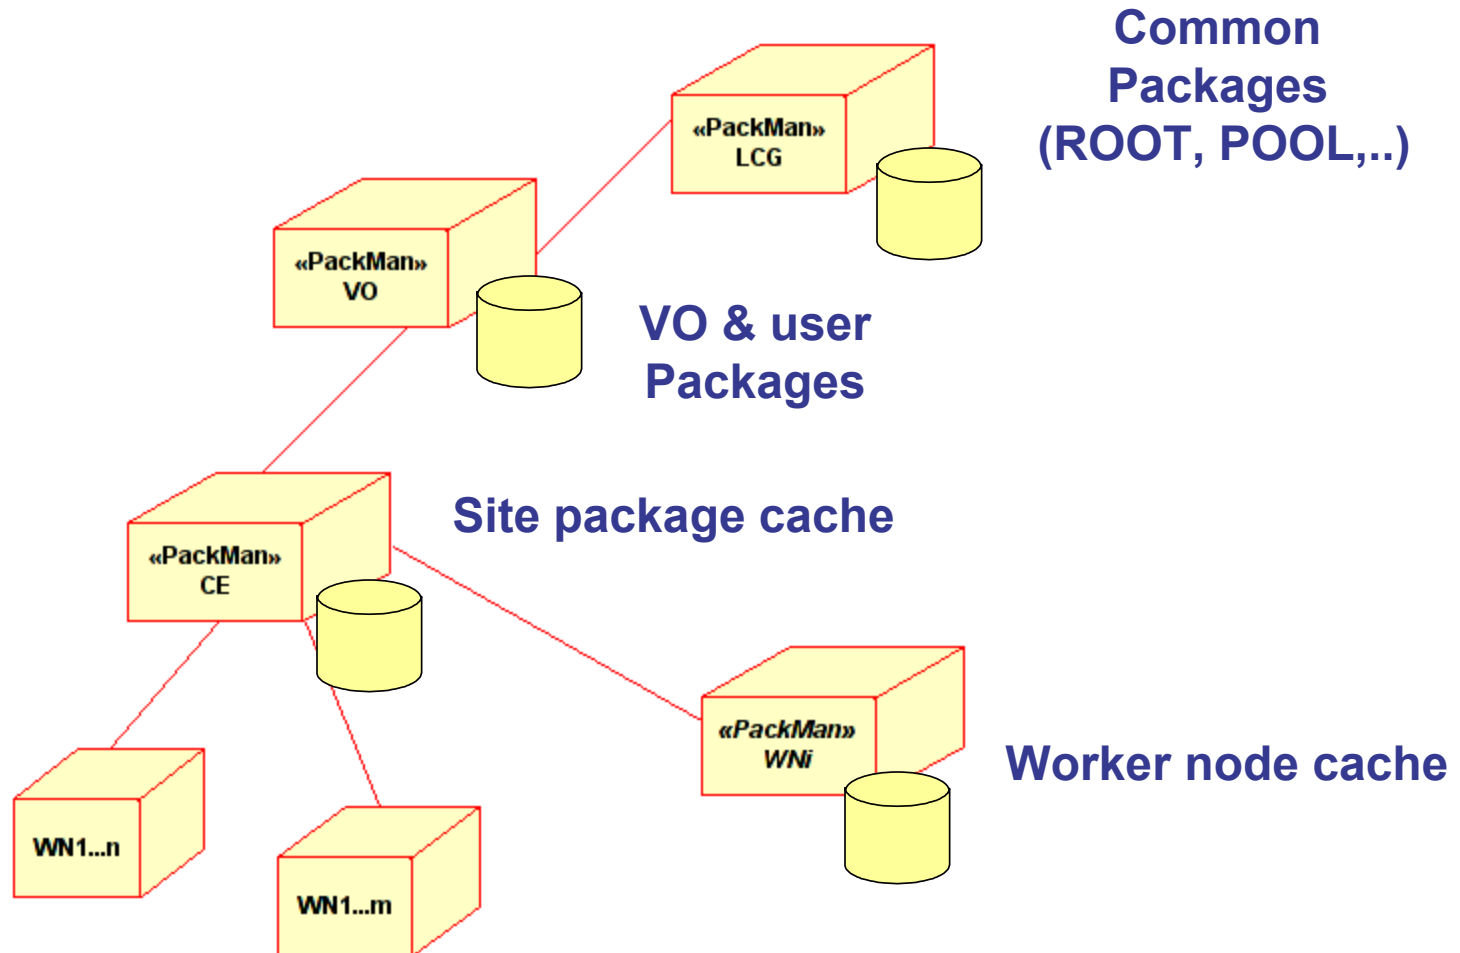 Common
Packages
(ROOT, POOL,..)
«PackMan»
LCG
«PackMan»
VO
VO & user
Packages
Site package cache
«PackMan»
CE
«PackMan»
WNi
Worker node cache
WN1...n
WN1...m